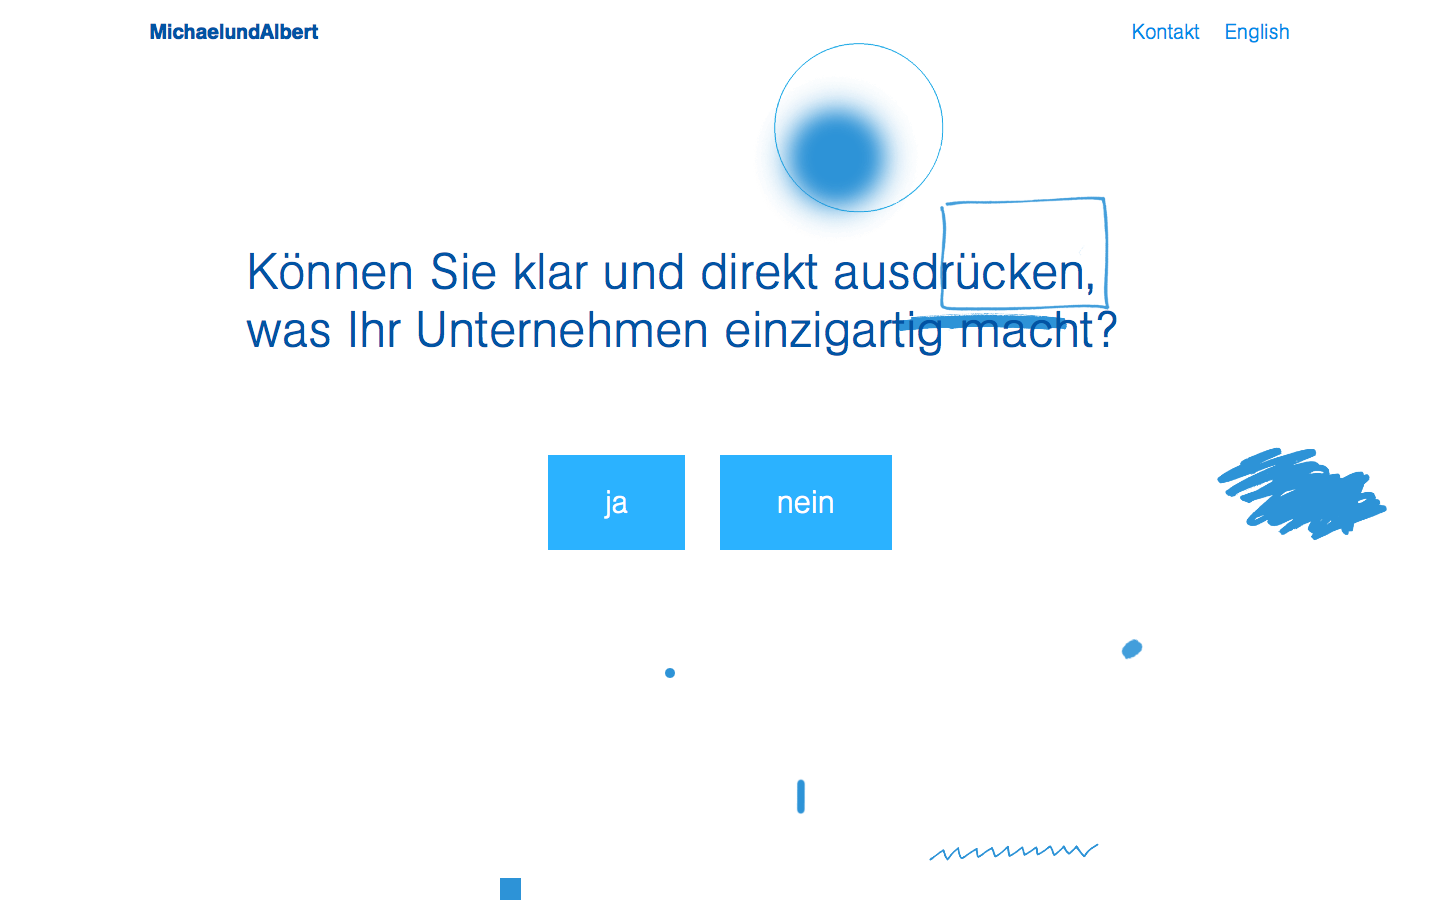 MichaelundAlbert
Kontakt English
Können Sie klar und direkt ausdrücken,
was Ihr Unternehmen einzigartig macht?
ja
nein